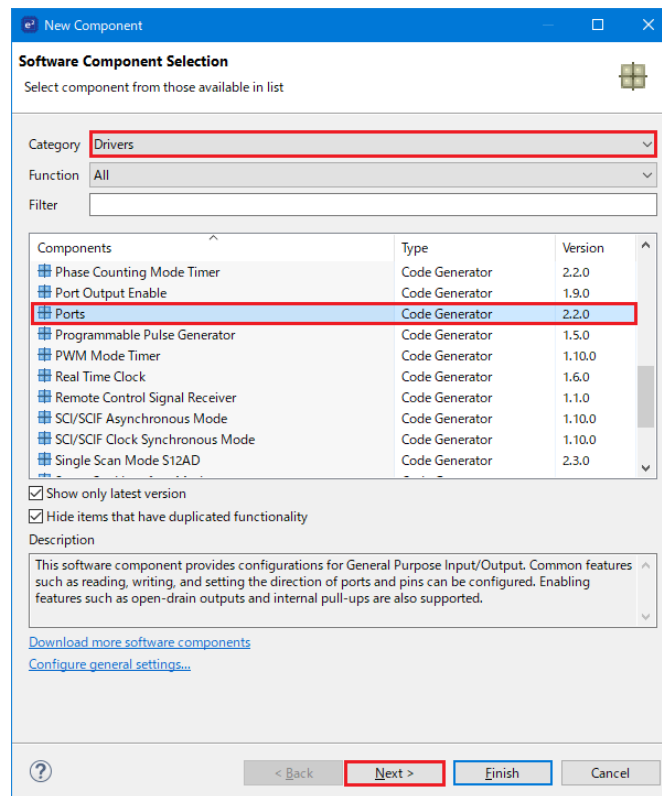 e² New Component
Software Component Selection
Select component from those available in list
Category Drivers
Function All
Filter
Components Type Version
Phase Counting Mode Timer Code Generator 2.2.0
Port Output Enable Code Generator 1.9.0
Ports Code Generator 2.2.0
Programmable Pulse Generator Code Generator 1.5.0
PWM Mode Timer Code Generator 1.10.0
Real Time Clock Code Generator 1.6.0
Remote Control Signal Receiver Code Generator 1.1.0
SCI/SCIF Asynchronous Mode Code Generator 1.10.0
SCI/SCIF Clock Synchronous Mode Code Generator 1.10.0
Single Scan Mode S12AD Code Generator 2.3.0
Show only latest version
Hide items that have duplicated functionality
Description
This software component provides configurations for General Purpose Input/Output. Common features
such as reading, writing, and setting the direction of ports and pins can be configured. Enabling
features such as open-drain outputs and internal pull-ups are also supported.
Download more software components
Configure general settings...
? < Back Next > Finish Cancel